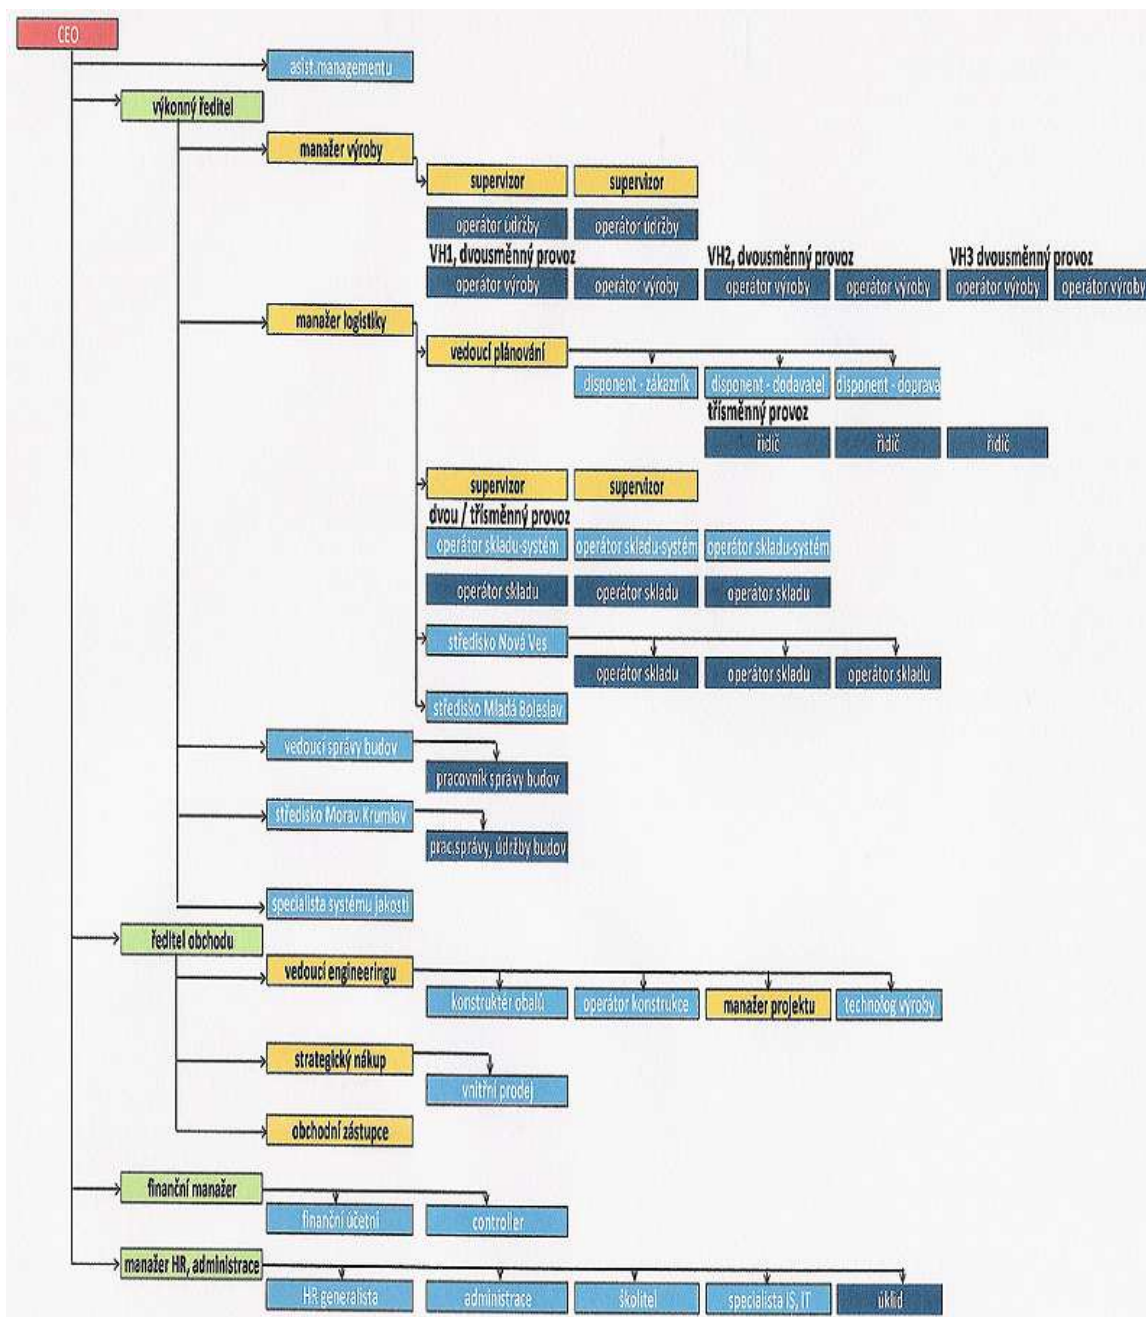 CEO
asist.managementu
výkonný ředitel
manažer výroby
supervizor supervizor
operátor údržby operátor údržby
VH1, dvousměnný provoz VH2, dvousměnný provoz VH3 dvousměnný provoz
operátor výroby operátor výroby operátor výroby operátor výroby operátor výroby operátor výroby
manažer logistiky
vedoucí plánování
disponent - zákazník disponent - dodavatel disponent - doprava
třísměnný provoz
řidič řidič řidič
supervizor supervizor
dvou / třísměnný provoz
operátor skladu-systém operátor skladu-systém operátor skladu-systém
operátor skladu operátor skladu operátor skladu
středisko Nová Ves
operátor skladu operátor skladu operátor skladu
středisko Mladá Boleslav
vedoucí správy budov
pracovník správy budov
středisko Morav.Krumlov
prac.správy, údržby budov
specialista systému jakosti
ředitel obchodu
vedoucí engineeringu
konstruktér obalů operátor konstrukce manažer projektu technolog výroby
strategický nákup
vnitřní prodej
obchodní zástupce
finanční manažer
finanční účetní controller
manažer HR, administrace
HR generalista administrace školitel specialista IS, IT úklid